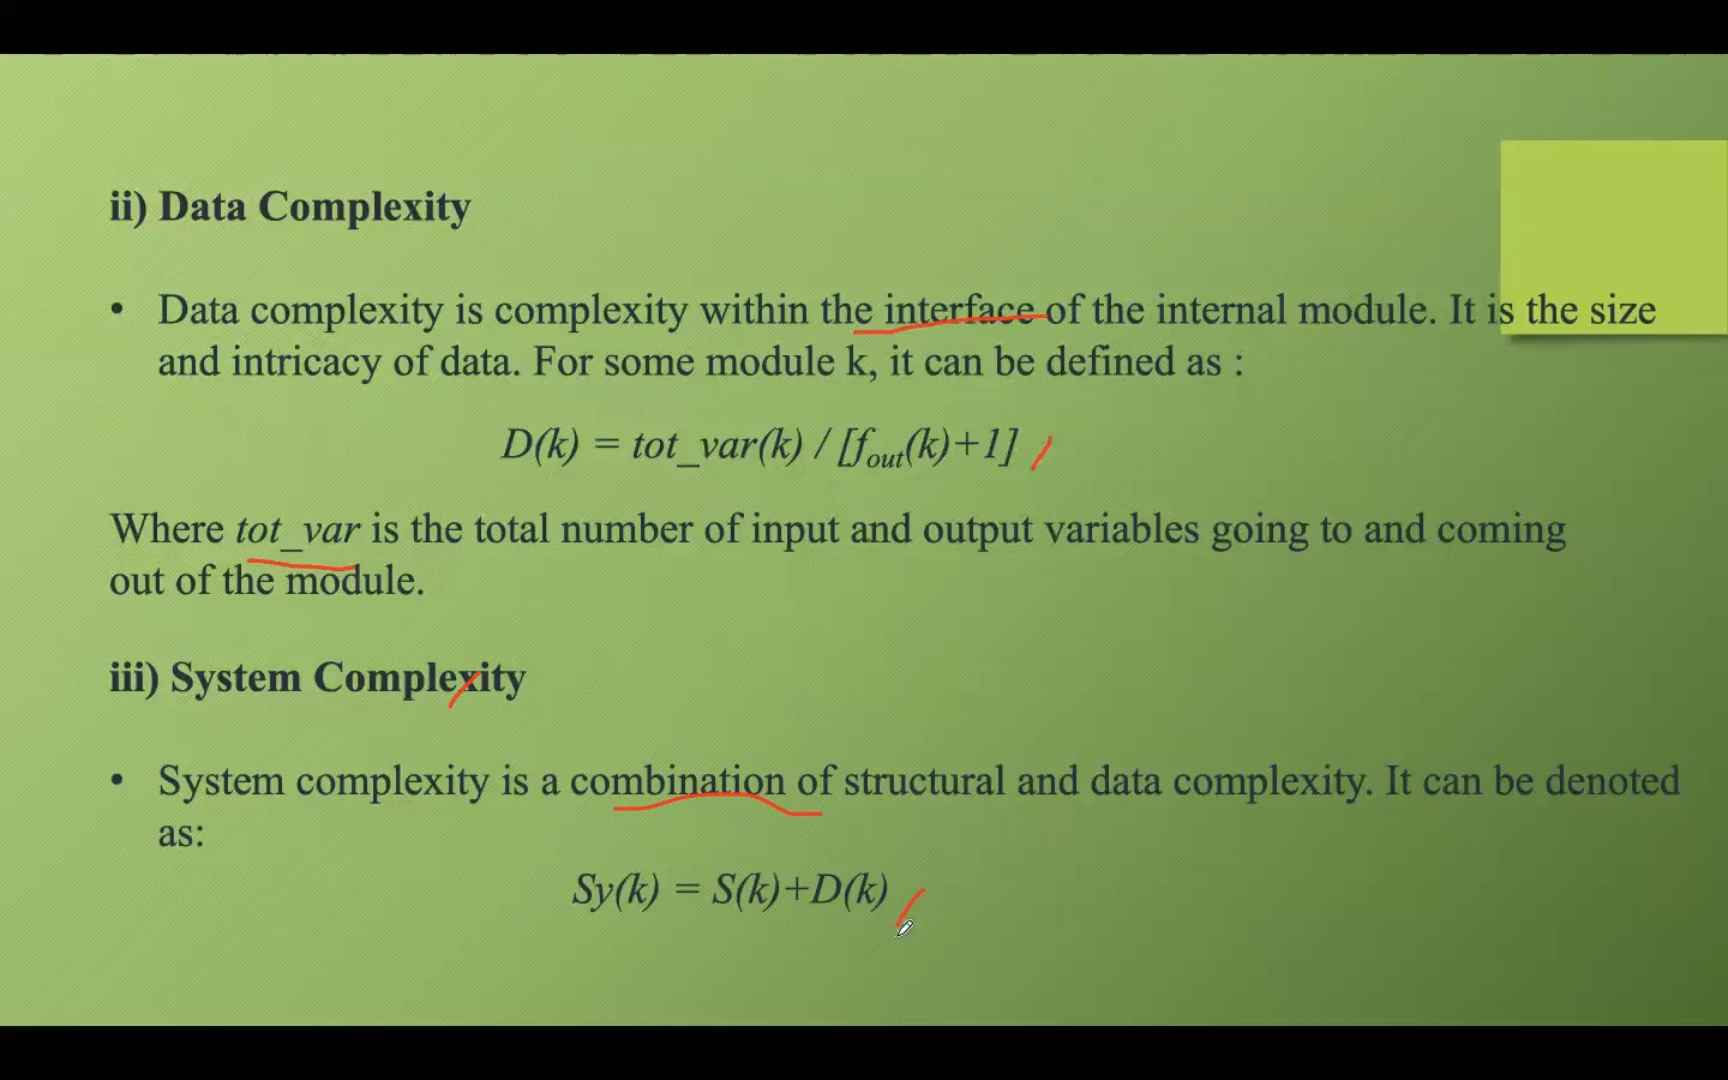 ii) Data Complexity
• Data complexity is complexity within the interface of the internal module. It is the size
and intricacy of data. For some module k, it can be defined as :
D(k) = tot_var(k) / [fout(k)+1]
Where tot_var is the total number of input and output variables going to and coming
out of the module.
iii) System Complexity
• System complexity is a combination of structural and data complexity. It can be denoted
as:
Sy(k) = S(k)+D(k)